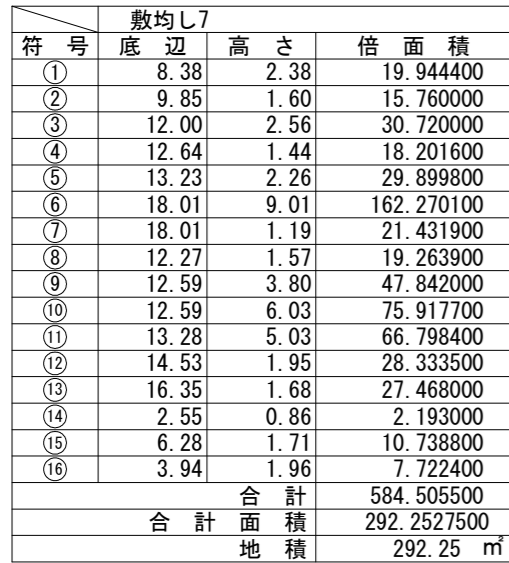 敷均し7
符 号 底 辺 高 さ 倍 面 積
① 8.38 2.38 19.944400
② 9.85 1.60 15.760000
③ 12.00 2.56 30.720000
④ 12.64 1.44 18.201600
⑤ 13.23 2.26 29.899800
⑥ 18.01 9.01 162.270100
⑦ 18.01 1.19 21.431900
⑧ 12.27 1.57 19.263900
⑨ 12.59 3.80 47.842000
⑩ 12.59 6.03 75.917700
⑪ 13.28 5.03 66.798400
⑫ 14.53 1.95 28.333500
⑬ 16.35 1.68 27.468000
⑭ 2.55 0.86 2.193000
⑮ 6.28 1.71 10.738800
⑯ 3.94 1.96 7.722400
合 計 584.505500
合 計 面 積 292.2527500
地 積 292.25 ㎡